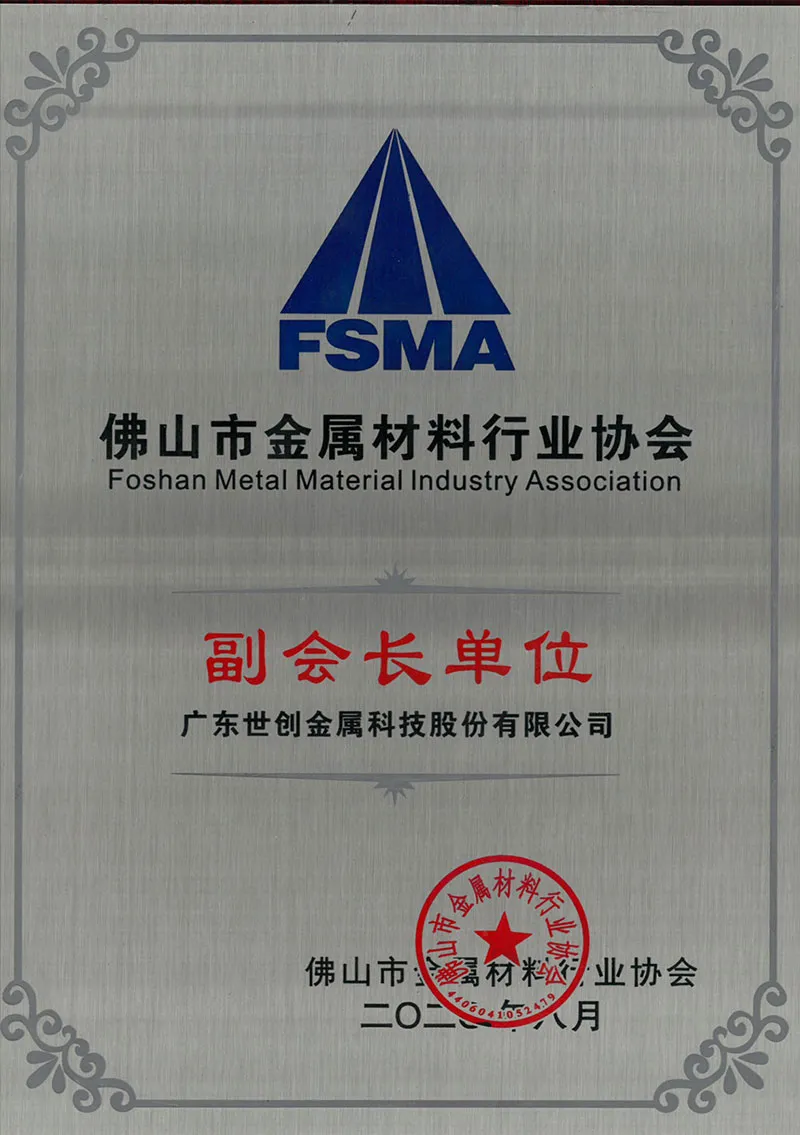 FSMA
佛山市金属材料行业协会
Foshan Metal Material Industry Association
副会长单位
广东世创金属科技股份有限公司
佛山市金属材料行业协会
4406041052479
佛山市金属材料行业协会
二〇二 年八月